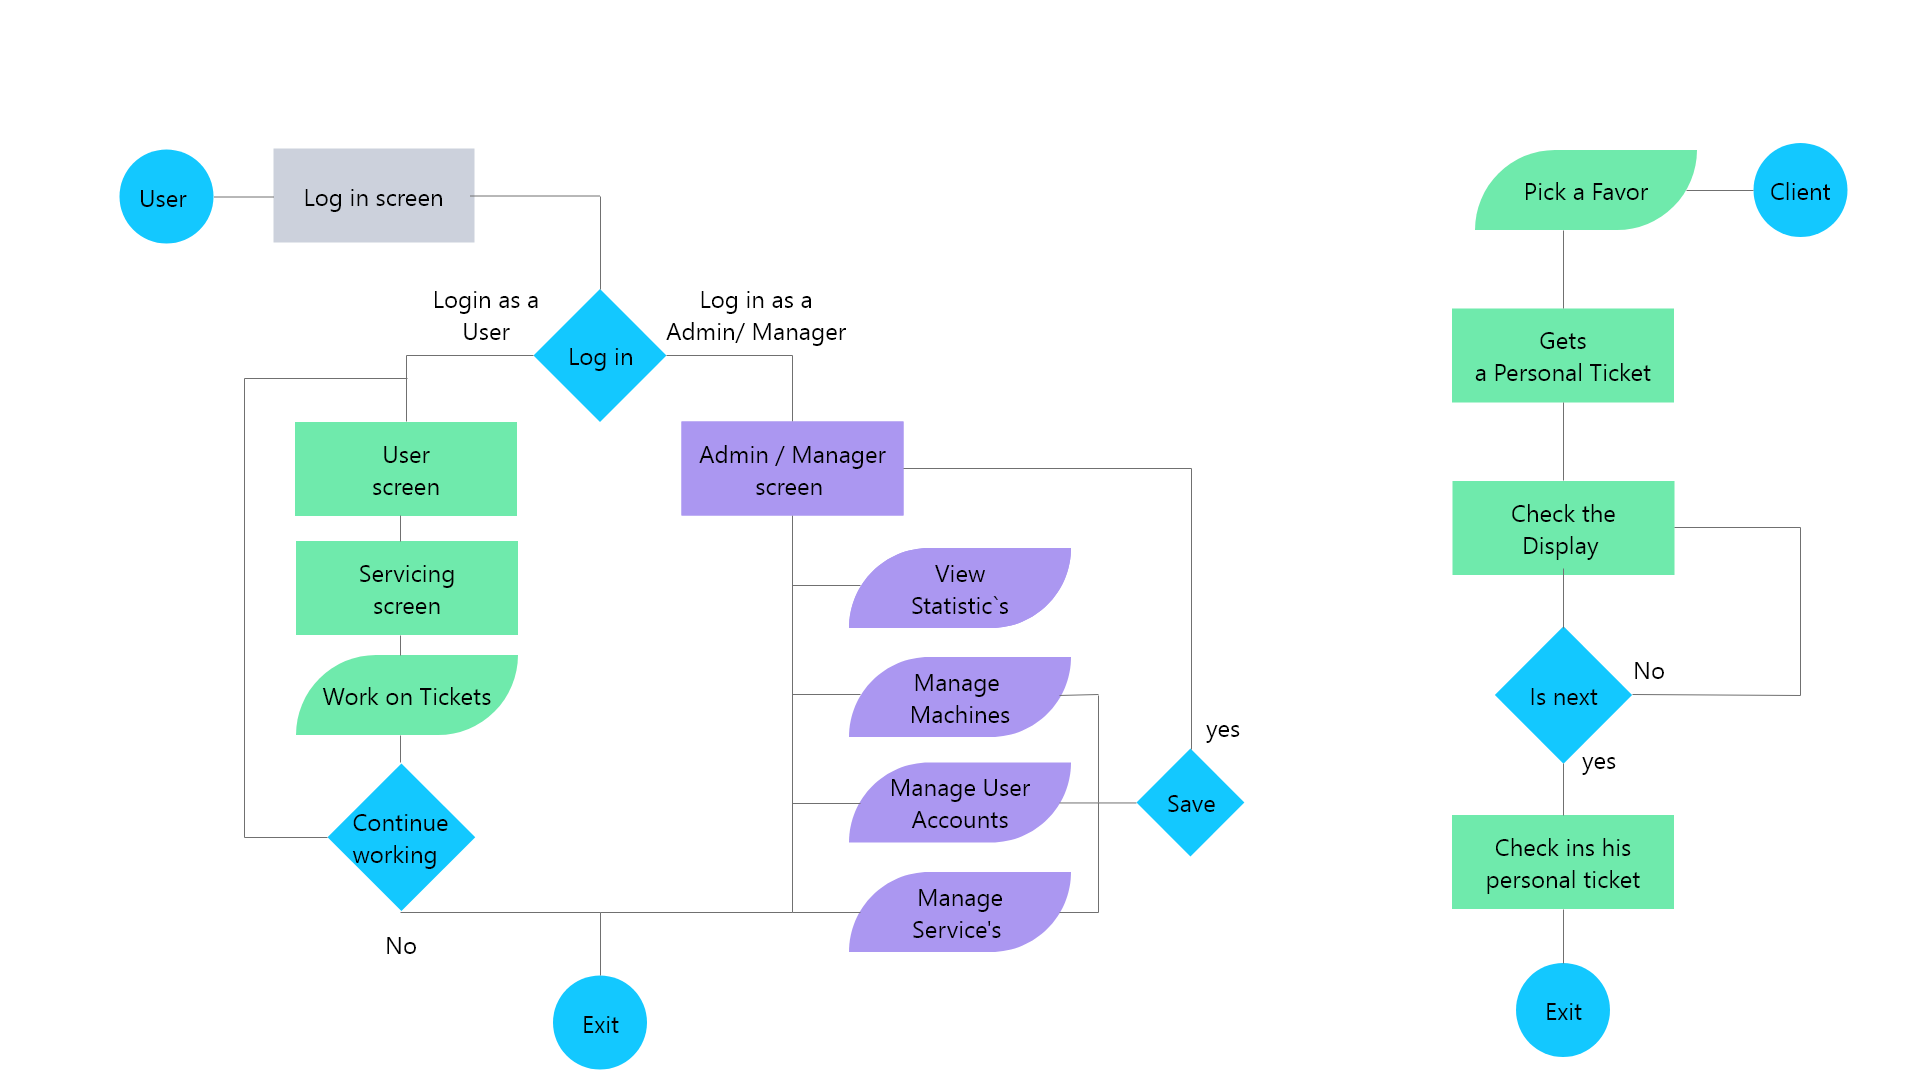 User
Log in screen
Login as a
User
Log in as a
Admin/ Manager
Log in
User
screen
Servicing
screen
Work on Tickets
Continue
working
No
Admin / Manager
screen
View
Statistic`s
Manage
Machines
Manage User
Accounts
Manage
Service's
yes
Save
Exit
Pick a Favor
Client
Gets
a Personal Ticket
Check the
Display
Is next
No
yes
Check ins his
personal ticket
Exit